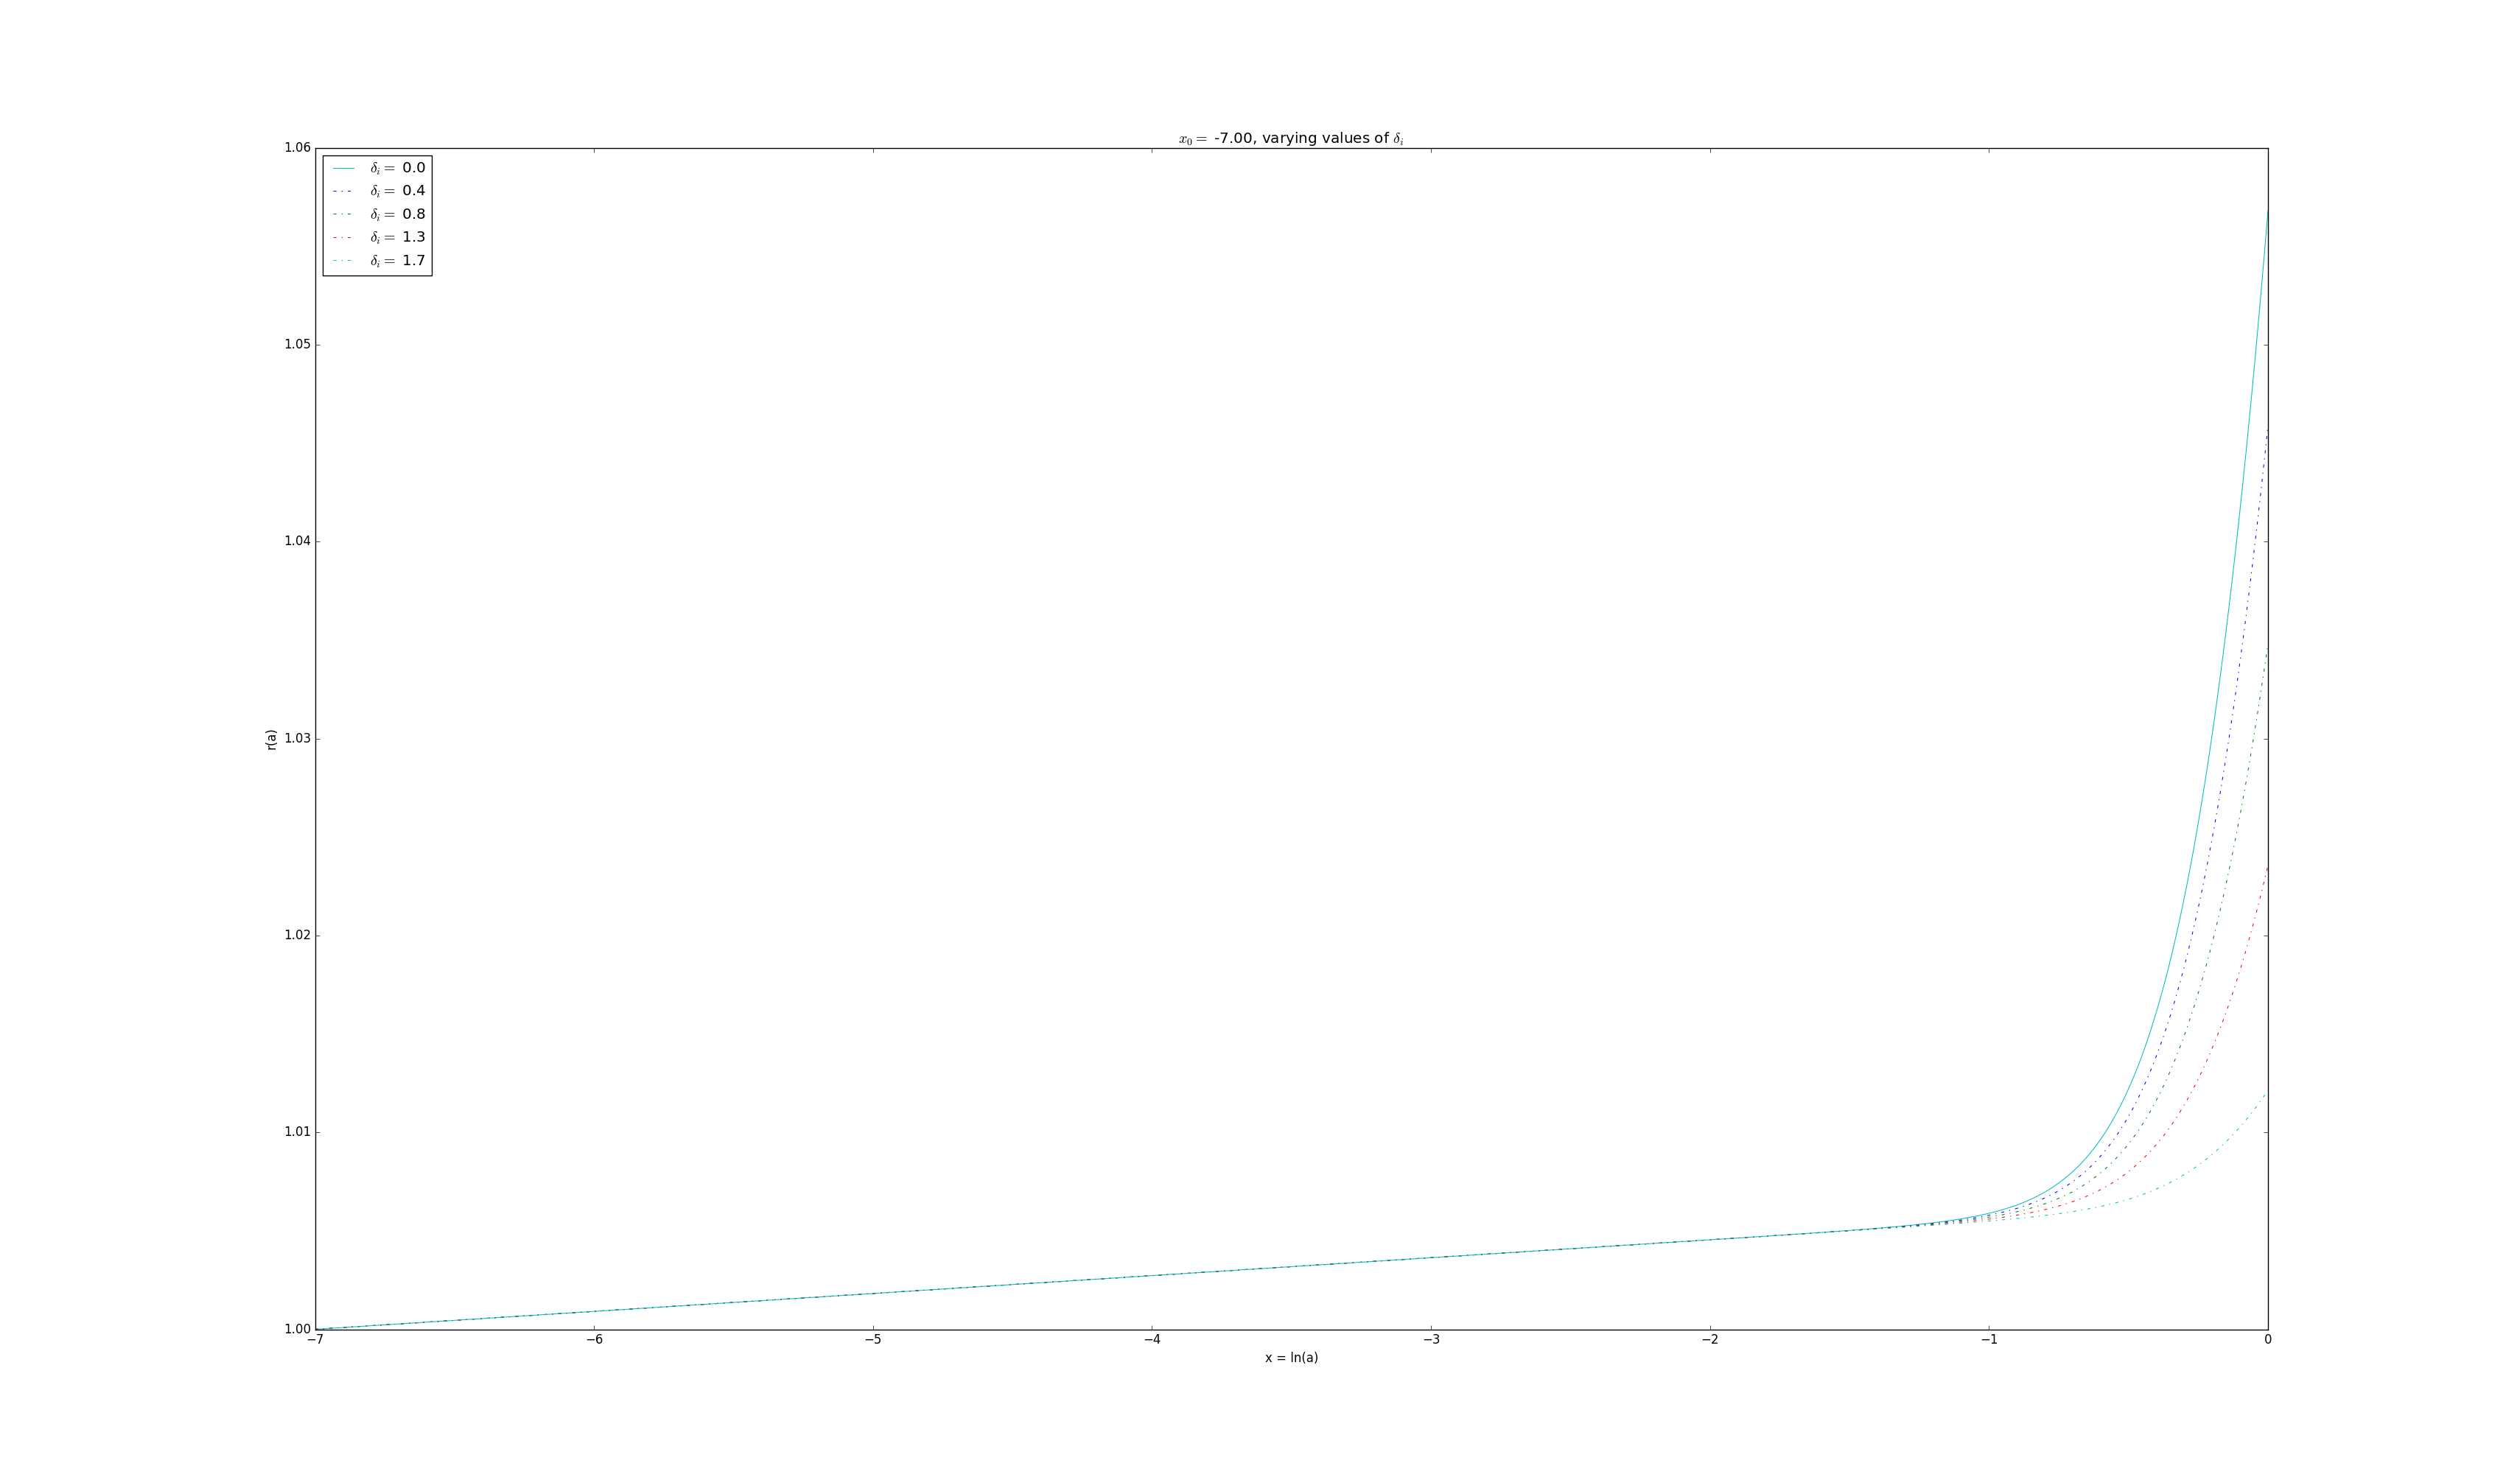 x₀ = -7.00, varying values of δᵢ
1.06
1.05
1.04
1.03
1.02
1.01
1.00
r(a)
δᵢ = 0.0
δᵢ = 0.4
δᵢ = 0.8
δᵢ = 1.3
δᵢ = 1.7
−7 −6 −5 −4 −3 −2 −1 0
x = ln(a)